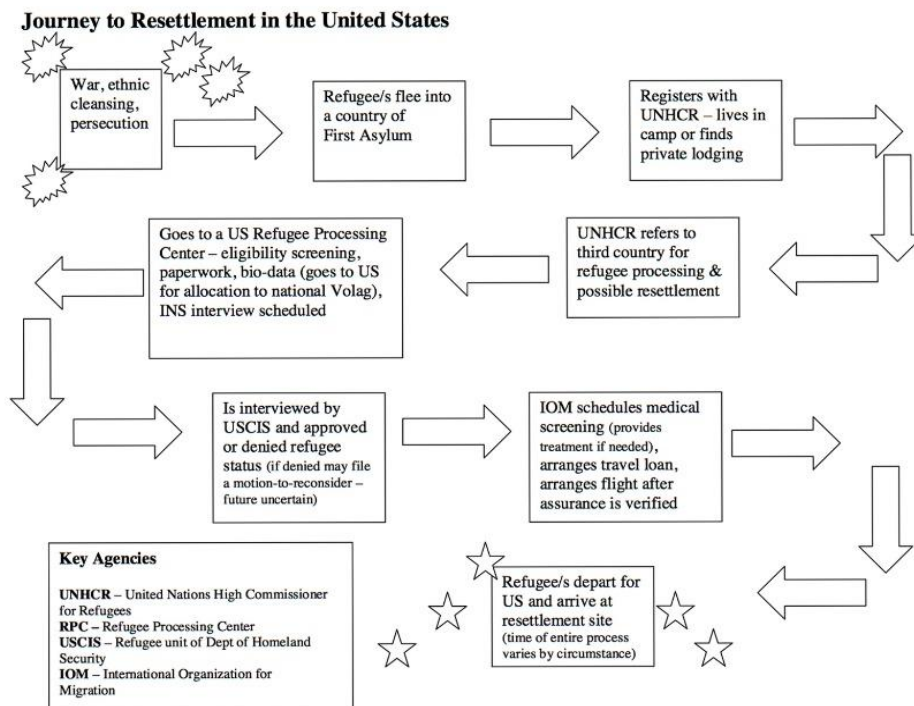 Journey to Resettlement in the United States
War, ethnic
cleansing,
persecution
Refugee/s flee into
a country of
First Asylum
Registers with
UNHCR – lives in
camp or finds
private lodging
UNHCR refers to
third country for
refugee processing &
possible resettlement
Goes to a US Refugee Processing
Center – eligibility screening,
paperwork, bio-data (goes to US
for allocation to national Volag),
INS interview scheduled
Is interviewed by
USCIS and approved
or denied refugee
status (if denied may file
a motion-to-reconsider –
future uncertain)
IOM schedules medical
screening (provides
treatment if needed),
arranges travel loan,
arranges flight after
assurance is verified
Refugee/s depart for
US and arrive at
resettlement site
(time of entire process
varies by circumstance)
Key Agencies
UNHCR – United Nations High Commissioner
for Refugees
RPC – Refugee Processing Center
USCIS – Refugee unit of Dept of Homeland
Security
IOM – International Organization for
Migration